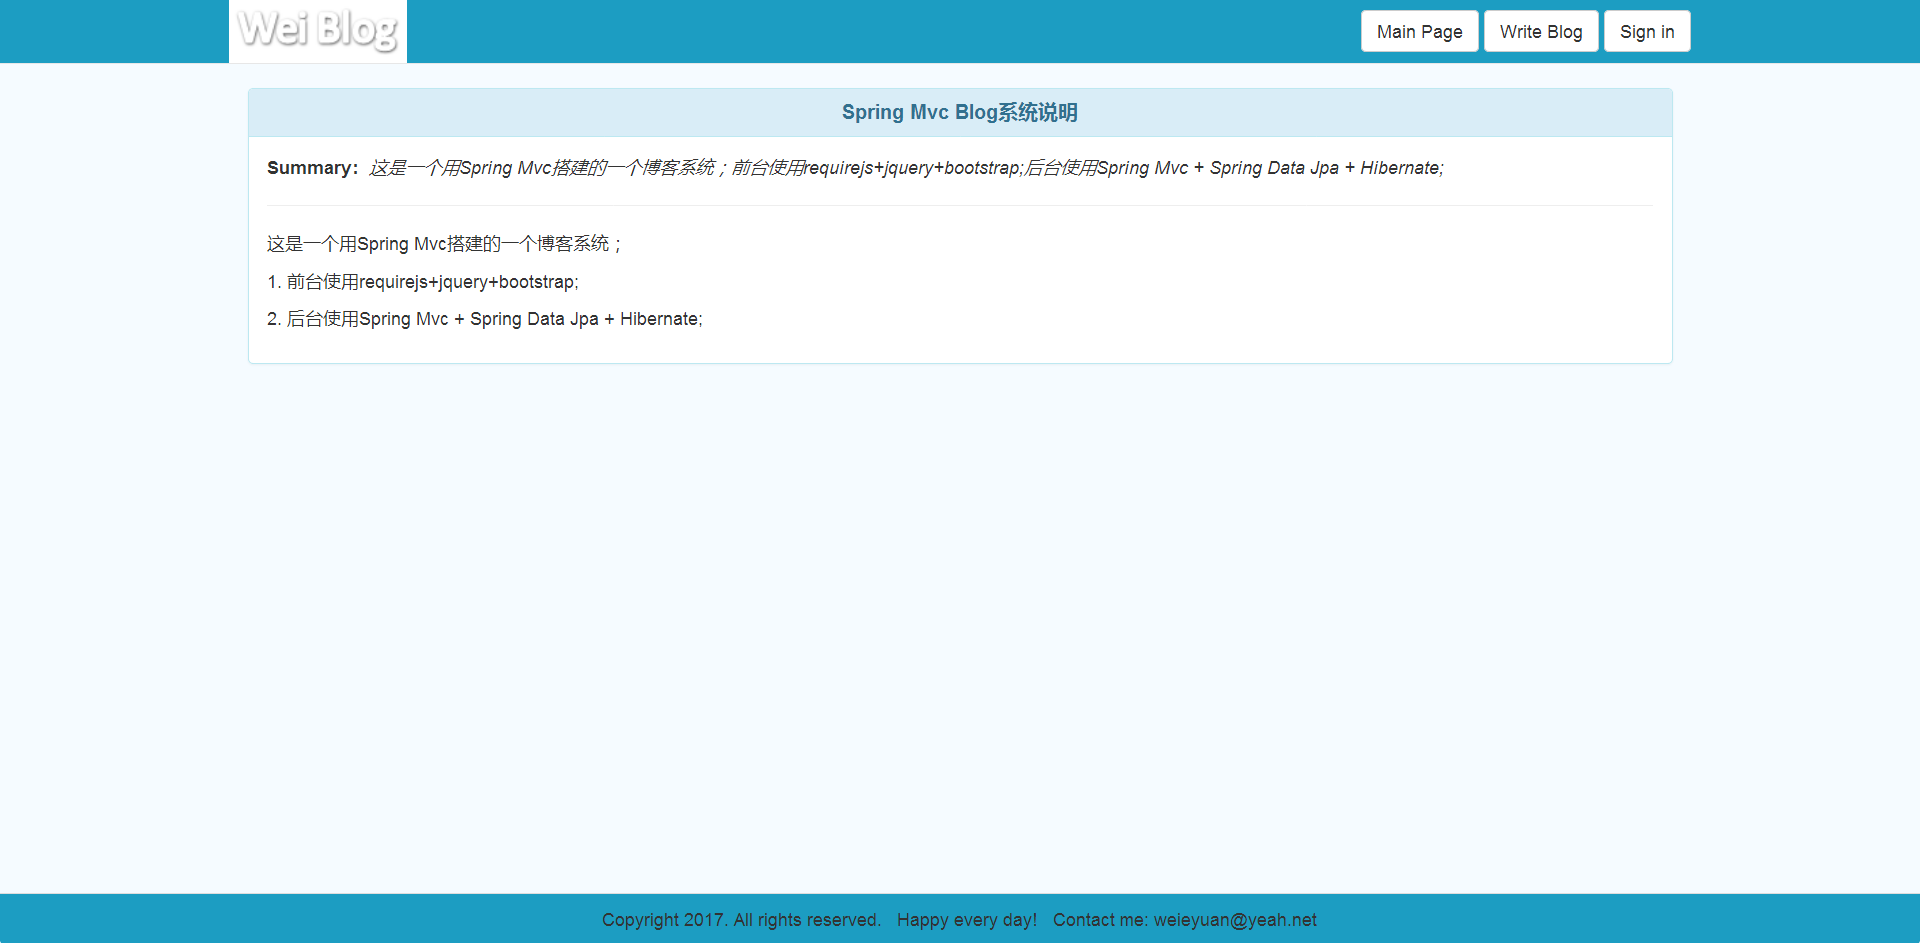 Wei Blog
Main Page Write Blog Sign in
Spring Mvc Blog系统说明
Summary：这是一个用Spring Mvc搭建的一个博客系统；前台使用requirejs+jquery+bootstrap;后台使用Spring Mvc + Spring Data Jpa + Hibernate;
这是一个用Spring Mvc搭建的一个博客系统；
1. 前台使用requirejs+jquery+bootstrap;
2. 后台使用Spring Mvc + Spring Data Jpa + Hibernate;
Copyright 2017. All rights reserved. Happy every day! Contact me: weieyuan@yeah.net